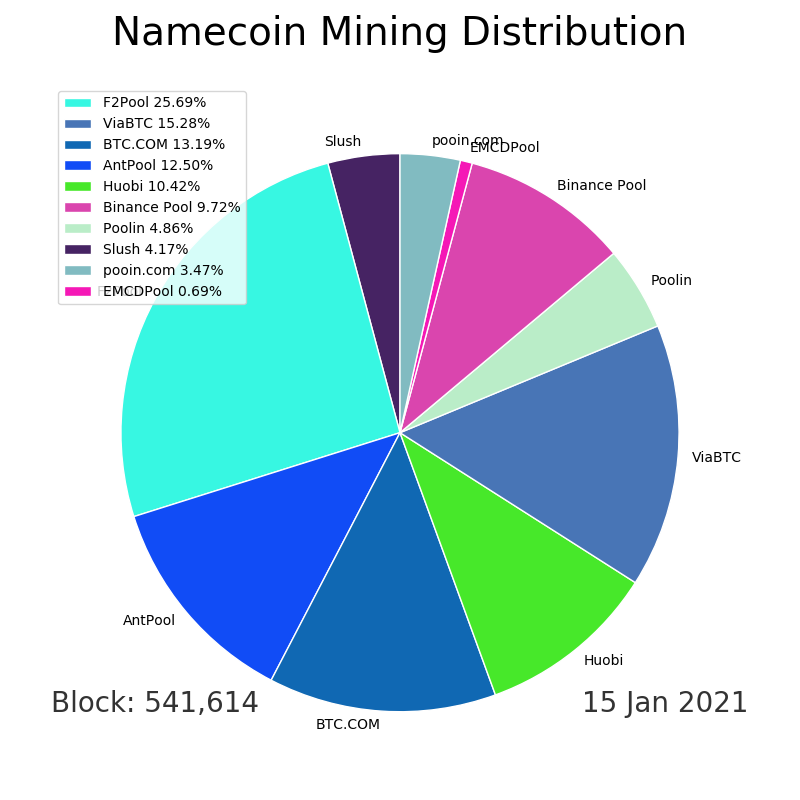 Namecoin Mining Distribution
F2Pool 25.69%
ViaBTC 15.28%
BTC.COM 13.19%
AntPool 12.50%
Huobi 10.42%
Binance Pool 9.72%
Poolin 4.86%
Slush 4.17%
pooin.com 3.47%
EMCDPool 0.69%
Slush
pooin.com
EMCDPool
Binance Pool
Poolin
ViaBTC
Huobi
BTC.COM
AntPool
Block: 541,614
15 Jan 2021